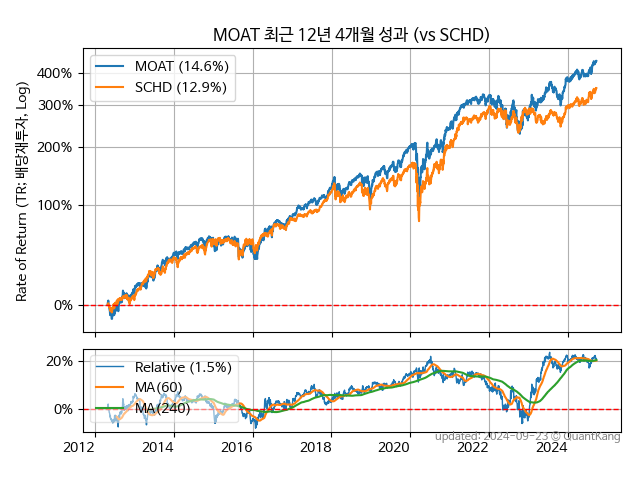 MOAT 최근 12년 4개월 성과 (vs SCHD)
Rate of Return (TR; 배당재투자, Log)
400%
300%
200%
100%
0%
MOAT (14.6%)
SCHD (12.9%)
20%
0%
Relative (1.5%)
MA(60)
MA(240)
2012 2014 2016 2018 2020 2022 2024
updated: 2024-09-23 © QuantKang